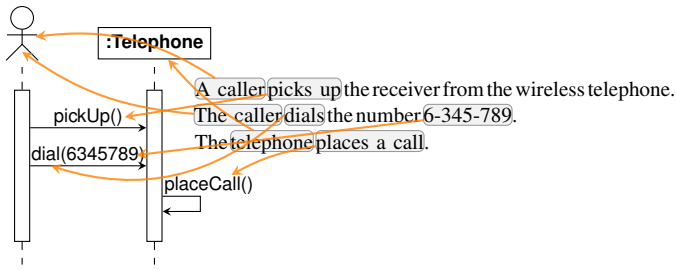 :Telephone
A caller picks up the receiver from the wireless telephone.
pickUp()
The caller dials the number 6-345-789.
The telephone places a call.
dial(6345789)
placeCall()